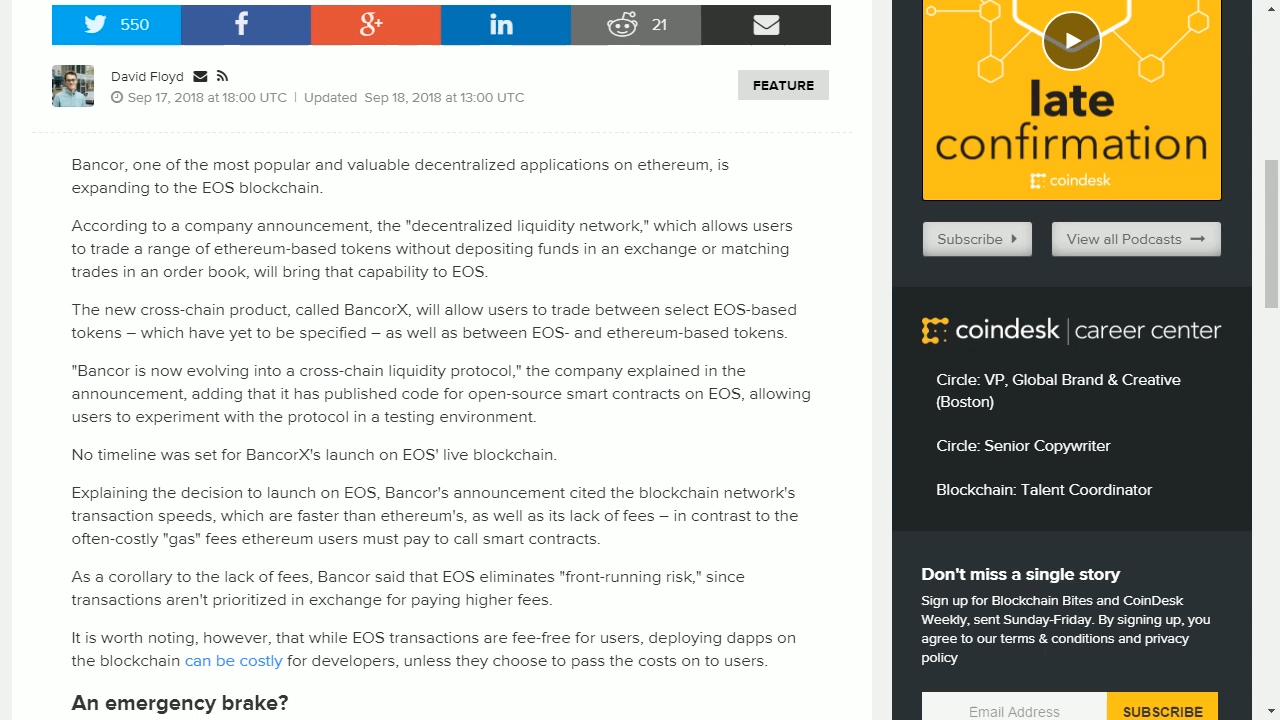 550
21
David Floyd
Sep 17, 2018 at 18:00 UTC | Updated Sep 18, 2018 at 13:00 UTC
FEATURE
Bancor, one of the most popular and valuable decentralized applications on ethereum, is
expanding to the EOS blockchain.
According to a company announcement, the "decentralized liquidity network," which allows users
to trade a range of ethereum-based tokens without depositing funds in an exchange or matching
trades in an order book, will bring that capability to EOS.
The new cross-chain product, called BancorX, will allow users to trade between select EOS-based
tokens – which have yet to be specified – as well as between EOS- and ethereum-based tokens.
"Bancor is now evolving into a cross-chain liquidity protocol," the company explained in the
announcement, adding that it has published code for open-source smart contracts on EOS, allowing
users to experiment with the protocol in a testing environment.
No timeline was set for BancorX's launch on EOS' live blockchain.
Explaining the decision to launch on EOS, Bancor's announcement cited the blockchain network's
transaction speeds, which are faster than ethereum's, as well as its lack of fees – in contrast to the
often-costly "gas" fees ethereum users must pay to call smart contracts.
As a corollary to the lack of fees, Bancor said that EOS eliminates "front-running risk," since
transactions aren't prioritized in exchange for paying higher fees.
It is worth noting, however, that while EOS transactions are fee-free for users, deploying dapps on
the blockchain can be costly for developers, unless they choose to pass the costs on to users.
An emergency brake?
late
confirmation
coindesk
Subscribe
View all Podcasts
coindesk | career center
Circle: VP, Global Brand & Creative
(Boston)
Circle: Senior Copywriter
Blockchain: Talent Coordinator
Don't miss a single story
Sign up for Blockchain Bites and CoinDesk
Weekly, sent Sunday-Friday. By signing up, you
agree to our terms & conditions and privacy
policy
Email Address
SUBSCRIBE